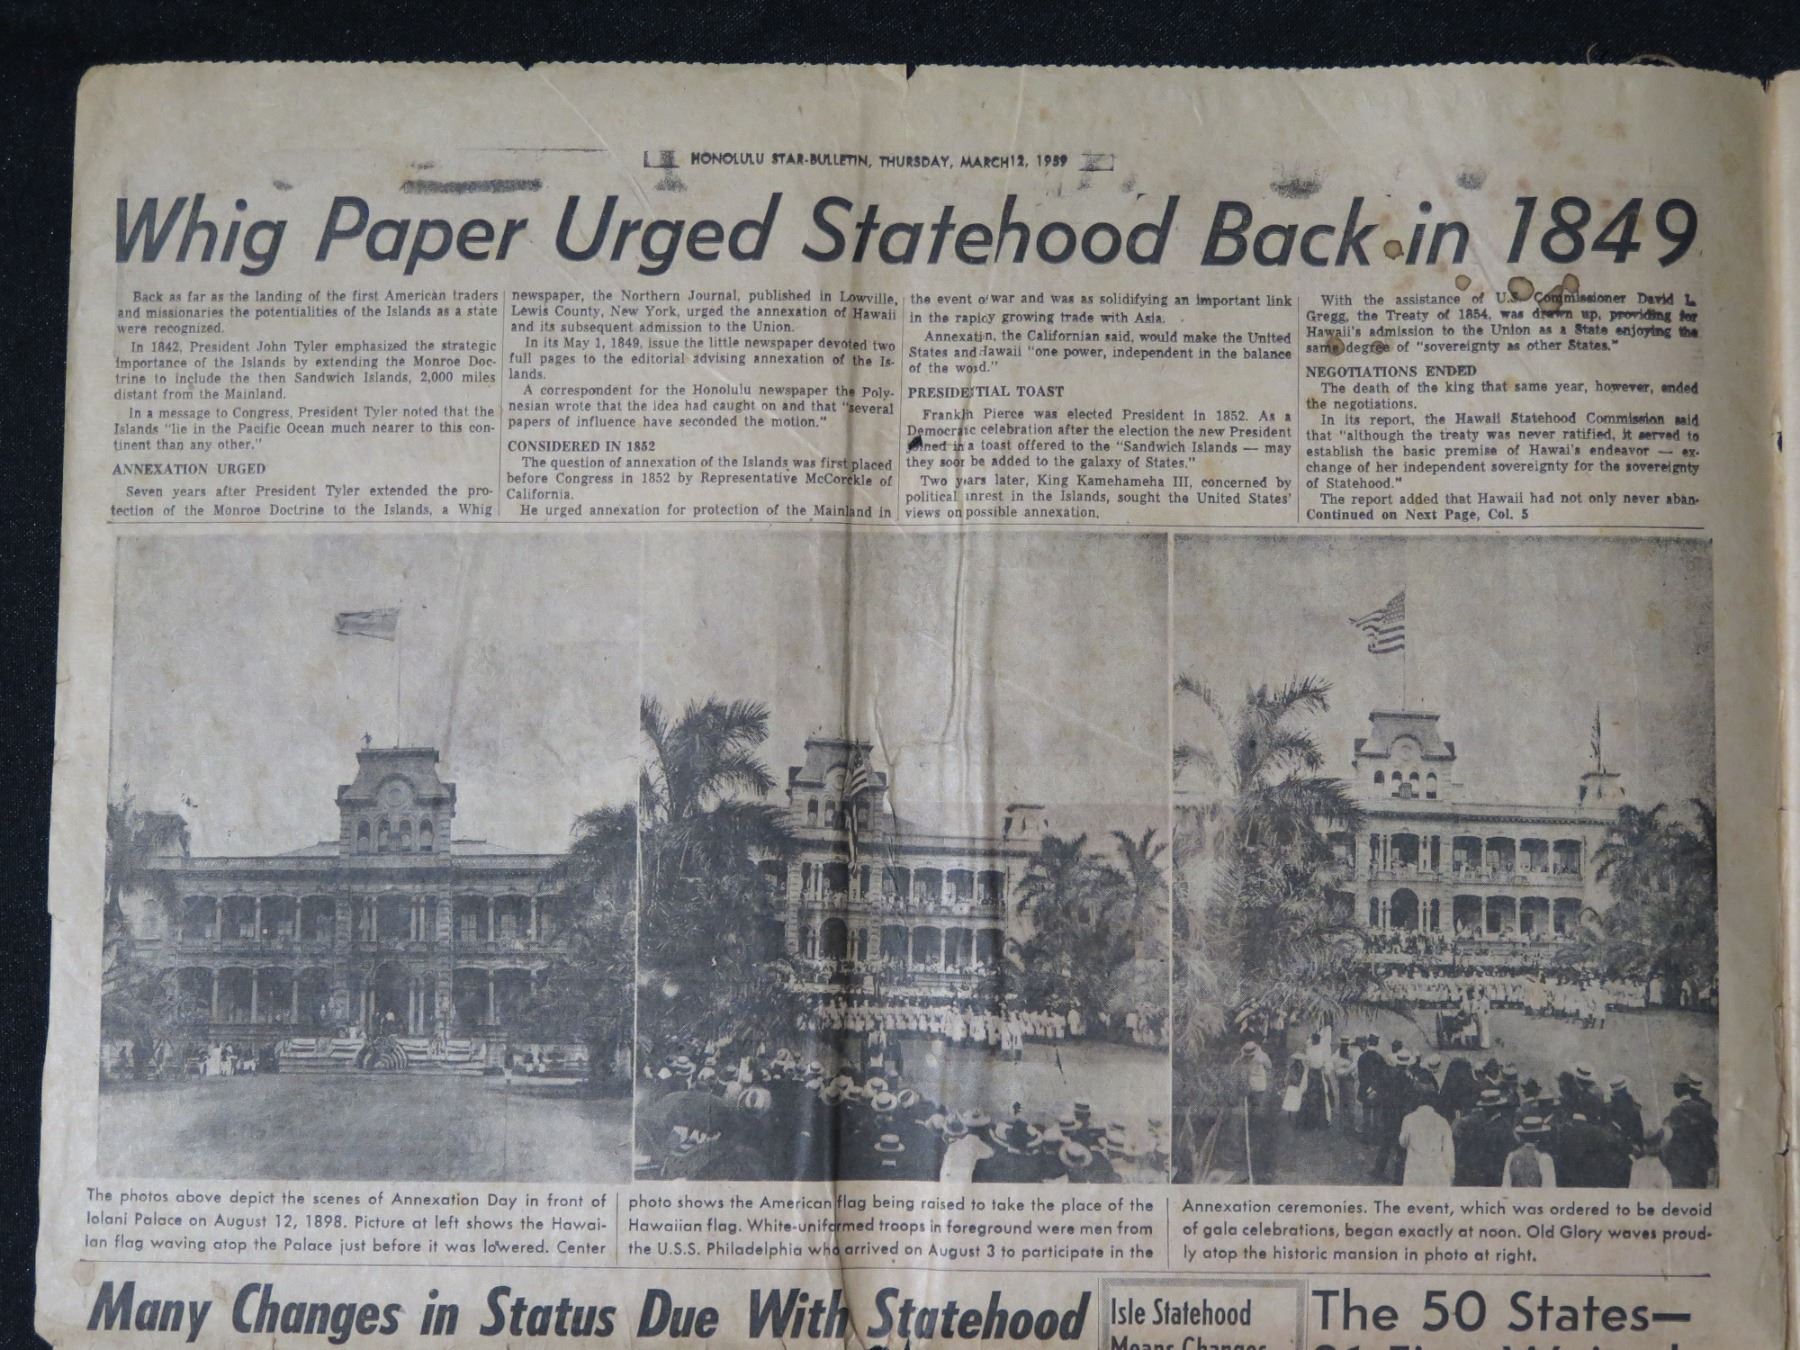 HONOLULU STAR-BULLETIN, THURSDAY, MARCH 12, 1959
Whig Paper Urged Statehood Back in 1849
Back as far as the landing of the first American traders
and missionaries the potentialities of the Islands as a state
were recognized.
In 1842, President John Tyler emphasized the strategic
importance of the Islands by extending the Monroe Doc-
trine to include the then Sandwich Islands, 2,000 miles
distant from the Mainland.
In a message to Congress, President Tyler noted that the
Islands "lie in the Pacific Ocean much nearer to this con-
tinent than any other."
ANNEXATION URGED
Seven years after President Tyler extended the pro-
tection of the Monroe Doctrine to the Islands, a Whig
newspaper, the Northern Journal, published in Lowville,
Lewis County, New York, urged the annexation of Hawaii
and its subsequent admission to the Union.
In its May 1, 1849, issue the little newspaper devoted two
full pages to the editorial advising annexation of the Is-
lands.
A correspondent for the Honolulu newspaper the Poly-
nesian wrote that the idea had caught on and that "several
papers of influence have seconded the motion."
CONSIDERED IN 1852
The question of annexation of the Islands was first placed
before Congress in 1852 by Representative McCorckle of
California.
He urged annexation for protection of the Mainland in
the event of war and was as solidifying an important link
in the rapidly growing trade with Asia.
Annexation, the Californian said, would make the United
States and Hawaii "one power, independent in the balance
of the world."
PRESIDENTIAL TOAST
Franklin Pierce was elected President in 1852. As a
Democratic celebration after the election the new President
joined in a toast offered to the "Sandwich Islands — may
they soon be added to the galaxy of States."
Two years later, King Kamehameha III, concerned by
political unrest in the Islands, sought the United States'
views on possible annexation.
With the assistance of U.S. Commissioner David L.
Gregg, the Treaty of 1854, was drawn up, providing for
Hawaii's admission to the Union as a State enjoying the
same degree of "sovereignty as other States."
NEGOTIATIONS ENDED
The death of the king that same year, however, ended
the negotiations.
In its report, the Hawaii Statehood Commission said
that "although the treaty was never ratified, it served to
establish the basic premise of Hawai's endeavor — ex-
change of her independent sovereignty for the sovereignty
of Statehood."
The report added that Hawaii had not only never aban-
Continued on Next Page, Col. 5
The photos above depict the scenes of Annexation Day in front of
Iolani Palace on August 12, 1898. Picture at left shows the Hawai-
ian flag waving atop the Palace just before it was lowered. Center
photo shows the American flag being raised to take the place of the
Hawaiian flag. White-uniformed troops in foreground were men from
the U.S.S. Philadelphia who arrived on August 3 to participate in the
Annexation ceremonies. The event, which was ordered to be devoid
of gala celebrations, began exactly at noon. Old Glory waves proud-
ly atop the historic mansion in photo at right.
Many Changes in Status Due With Statehood
Isle Statehood
Means Changes
The 50 States—